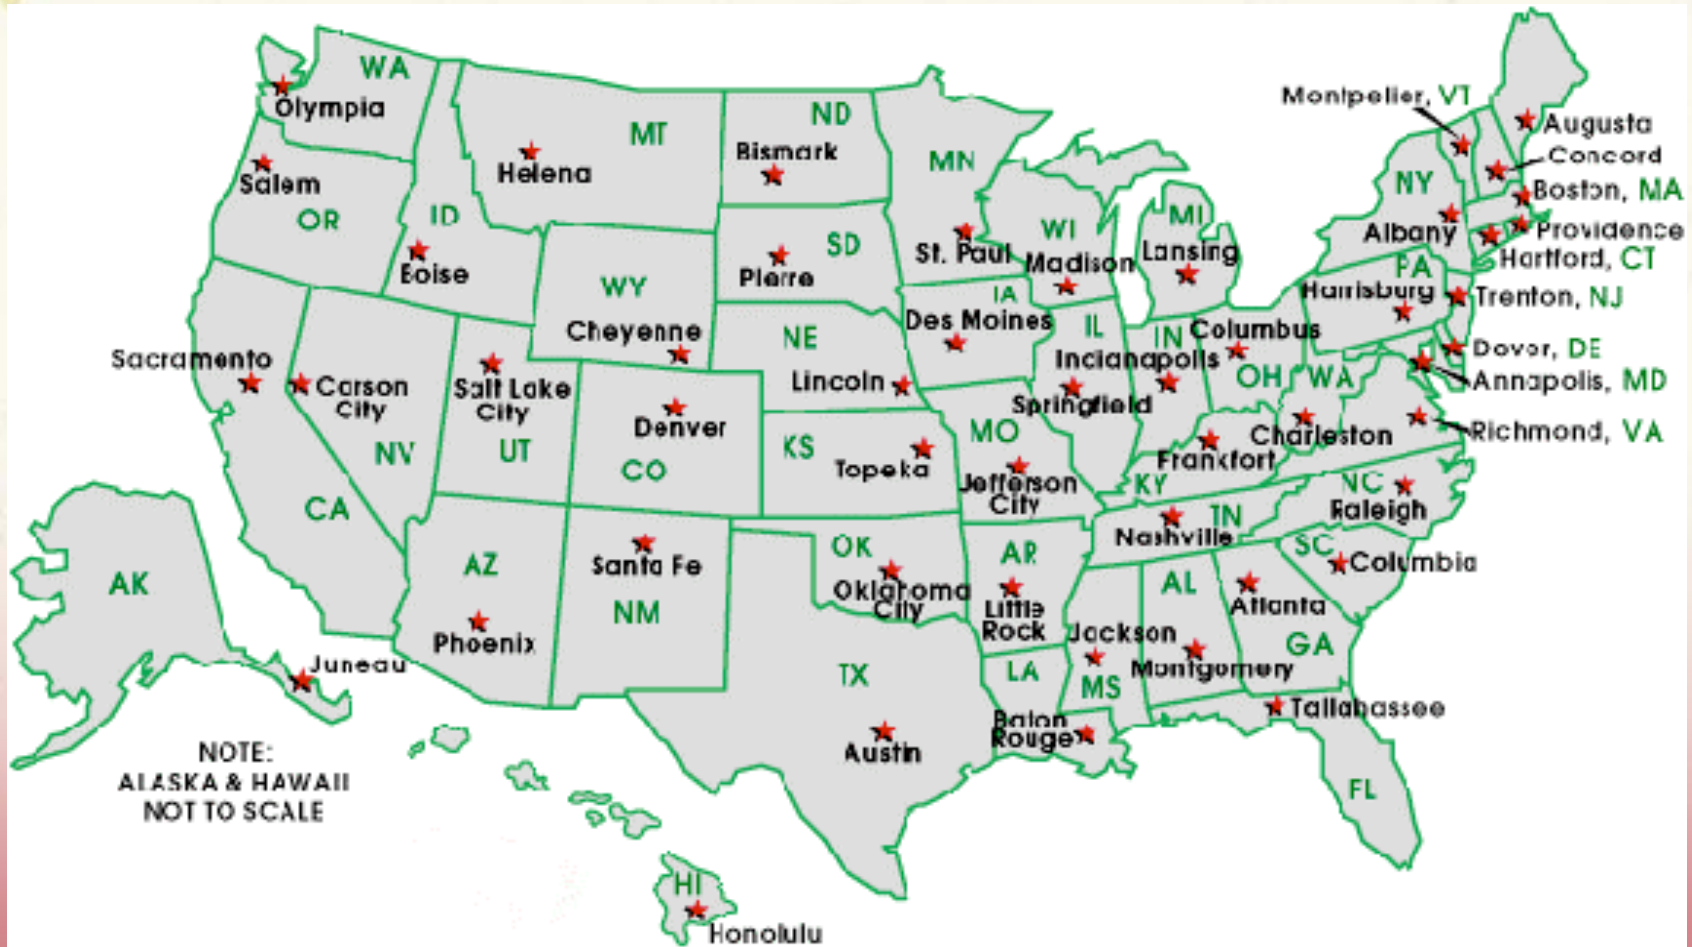 WA
Olympia
MT
Helena
ND
Bismark
MN
St. Paul
Salem
OR
ID
Boise
WY
Cheyenne
SD
Pierre
WI
Madison
MI
Lansing
Montpelier, VT
Augusta
Concord
Boston, MA
NY
Albany
Providence
Hartford, CT
PA
Harrisburg
Trenton, NJ
Dover, DE
Annapolis, MD
Richmond, VA
Sacramento
Carson
City
NV
CA
Salt Lake
City
UT
Denver
CO
NE
Lincoln
KS
Topeka
IA
Des Moines
IL
Springfield
IN
Incianapolis
Columbus
OH
WA
Charleston
MO
Jefferson
City
Frankfort
KY
Nashville
TN
NC
Raleigh
SC
Columbia
AZ
Phoenix
Santa Fe
NM
OK
Oklahoma
City
AR
Little
Rock
TX
Austin
LA
Baton
Rouge
Jackson
MS
AL
Montgomery
Atlanta
GA
Tallahassee
FL
AK
Juneau
NOTE:
ALASKA & HAWAII
NOT TO SCALE
HI
Honolulu